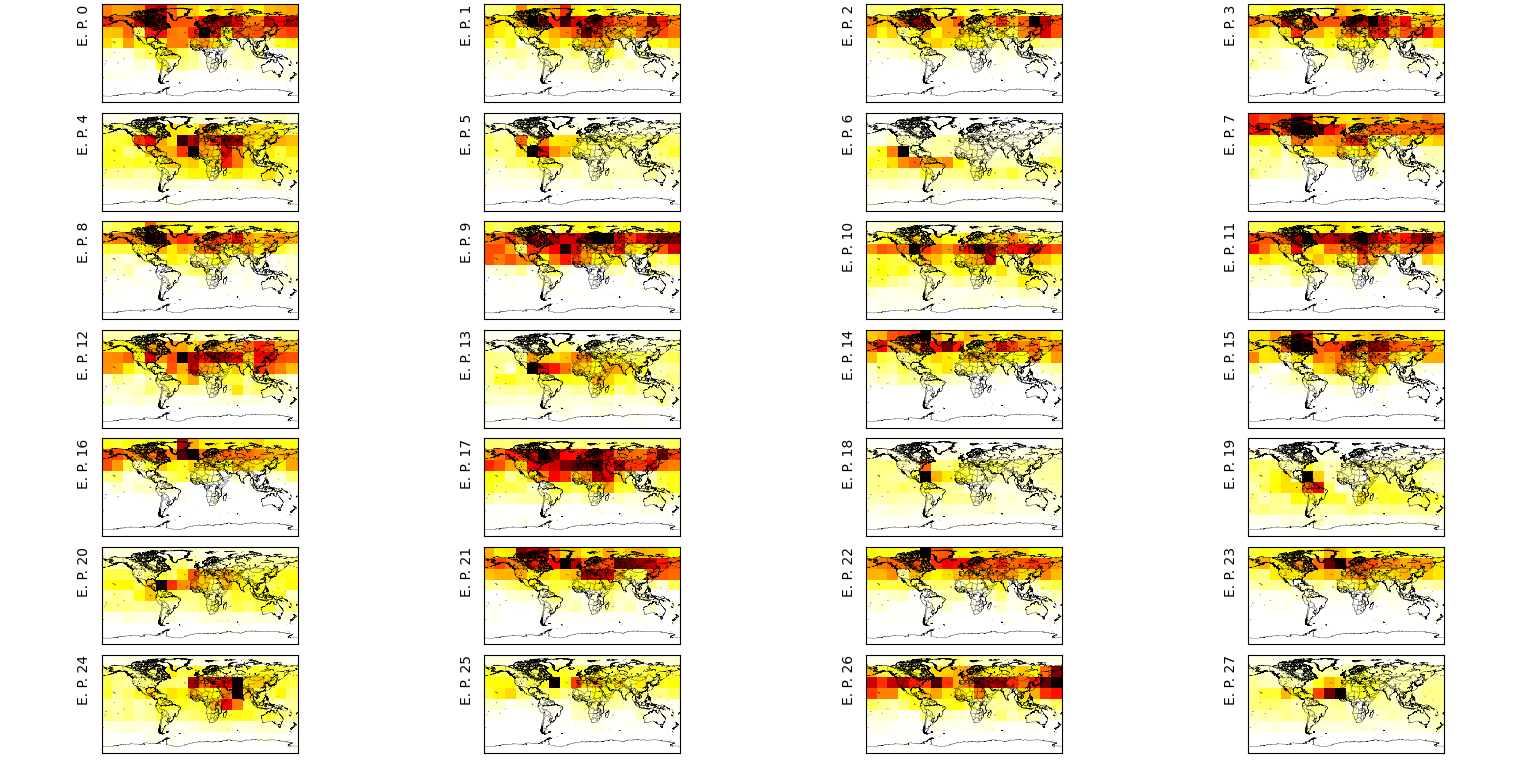 E. P. 0
E. P. 1
E. P. 2
E. P. 3
E. P. 4
E. P. 5
E. P. 6
E. P. 7
E. P. 8
E. P. 9
E. P. 10
E. P. 11
E. P. 12
E. P. 13
E. P. 14
E. P. 15
E. P. 16
E. P. 17
E. P. 18
E. P. 19
E. P. 20
E. P. 21
E. P. 22
E. P. 23
E. P. 24
E. P. 25
E. P. 26
E. P. 27